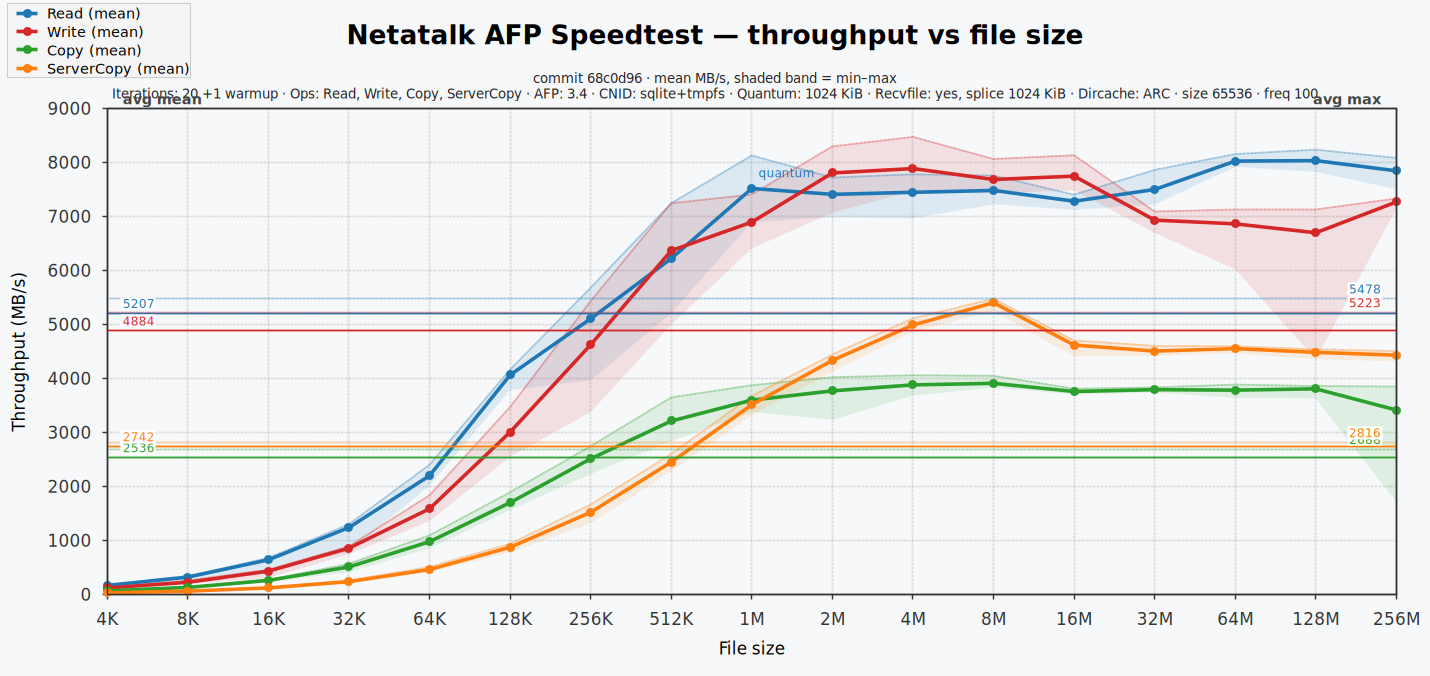 Read (mean)
Write (mean)
Copy (mean)
ServerCopy (mean)
Netatalk AFP Speedtest — throughput vs file size
commit 68c0d96 · mean MB/s, shaded band = min–max
Iterations: 20 +1 warmup · Ops: Read, Write, Copy, ServerCopy · AFP: 3.4 · CNID: sqlite+tmpfs · Quantum: 1024 KiB · Recvfile: yes, splice 1024 KiB · Dircache: ARC · size 65536 · freq 100
avg mean
avg max
9000
8000
7000
6000
5000
4000
3000
2000
1000
0
Throughput (MB/s)
quantum
5207
4884
2742
2536
5478
5223
2816
4K 8K 16K 32K 64K 128K 256K 512K 1M 2M 4M 8M 16M 32M 64M 128M 256M
File size